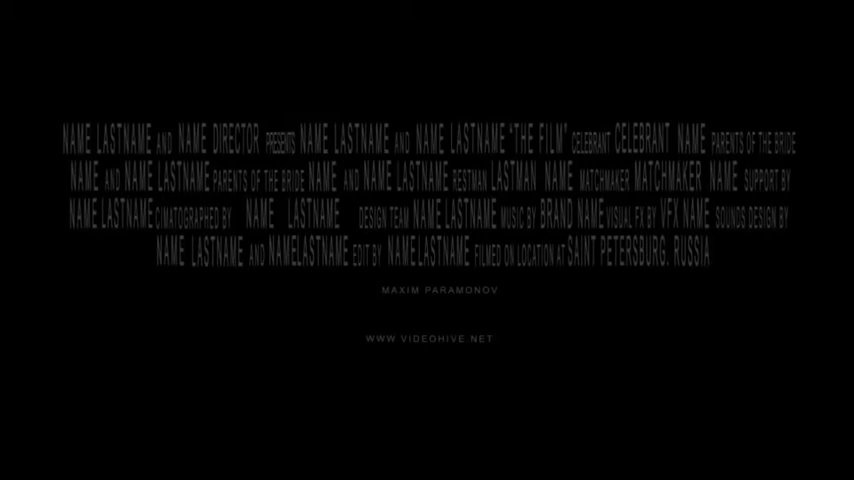 NAME LASTNAME AND NAME DIRECTOR PRESENTS NAME LASTNAME AND NAME LASTNAME "THE FILM" CELEBRANT CELEBRANT NAME PARENTS OF THE BRIDE
NAME AND NAME LASTNAME PARENTS OF THE BRIDE NAME AND NAME LASTNAME RESTMAN LASTMAN NAME MATCHMAKER MATCHMAKER NAME SUPPORT BY
NAME LASTNAME CIMATOGRAPHED BY NAME LASTNAME DESIGN TEAM NAME LASTNAME MUSIC BY BRAND NAME VISUAL FX BY VFX NAME SOUNDS DESIGN BY
NAME LASTNAME AND NAMELASTNAME EDIT BY NAMELASTNAME FILMED ON LOCATION AT SAINT PETERSBURG. RUSSIA
MAXIM PARAMONOV
WWW VIDEOHIVE NET